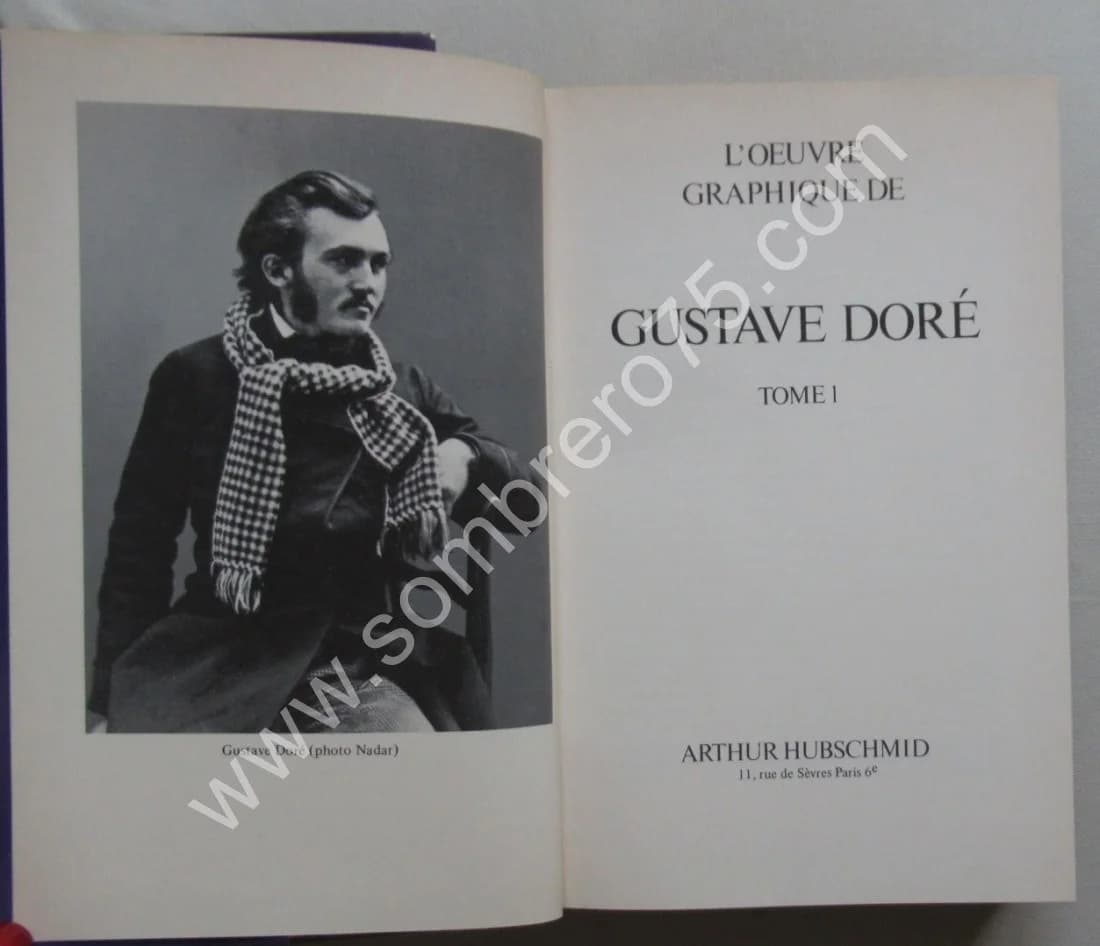 Gustave Doré (photo Nadar)
L'OEUVRE
GRAPHIQUE DE
GUSTAVE DORÉ
TOME 1
ARTHUR HUBSCHMID
11, rue de Sèvres Paris 6e
www.sombrero75.com